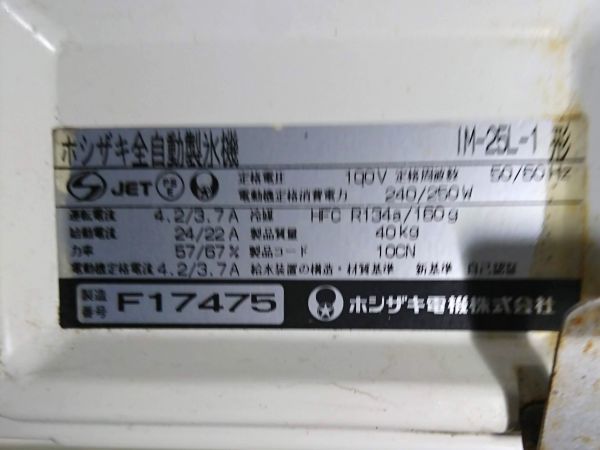 ホシザキ全自動製氷機 IM-25L-1 形
JET 定格電圧 100V 定格周波数 50/60Hz
電動機定格消費電力 240/250W
運転電流 4.2/3.7A 冷媒 HFC R134a/160g
始動電流 24/22A 製品質量 40kg
力率 57/67% 製品コード 10CN
電動機定格電流 4.2/3.7A 給水装置の構造・材質基準 新基準 自己認証
製造番号 F17475 ホシザキ電機株式会社